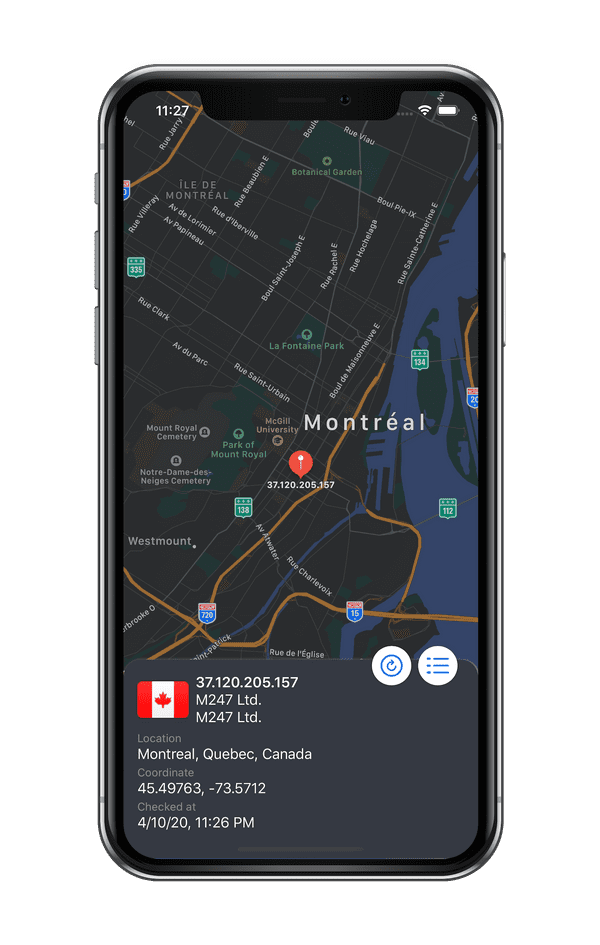 11:27
Rue Jarry
Rue Viau
Botanical Garden
ÎLE DE
MONTRÉAL
Rue Beaubien E
Boul Pie-IX
Rue Villeray
Av de Lorimier
Rue d'Iberville
Av Papineau
Rue Sainte-Catherine E
Rue Hochelaga
Rue Rachel E
Boul Saint-Joseph E
335
Rue Clark
La Fontaine Park
Boul de Maisonneuve E
Av du Parc
134
Rue Saint-Urbain
20
McGill
University
Montréal
Mount Royal
Cemetery
Park of
Mount Royal
Notre-Dame-des-
Neiges Cemetery
37.120.205.157
138
112
Westmount
Av Atwater
Rue Charlevoix
720
15
Rue de l'Église
37.120.205.157
M247 Ltd.
M247 Ltd.
Location
Montreal, Quebec, Canada
Coordinate
45.49763, -73.5712
Checked at
4/10/20, 11:26 PM